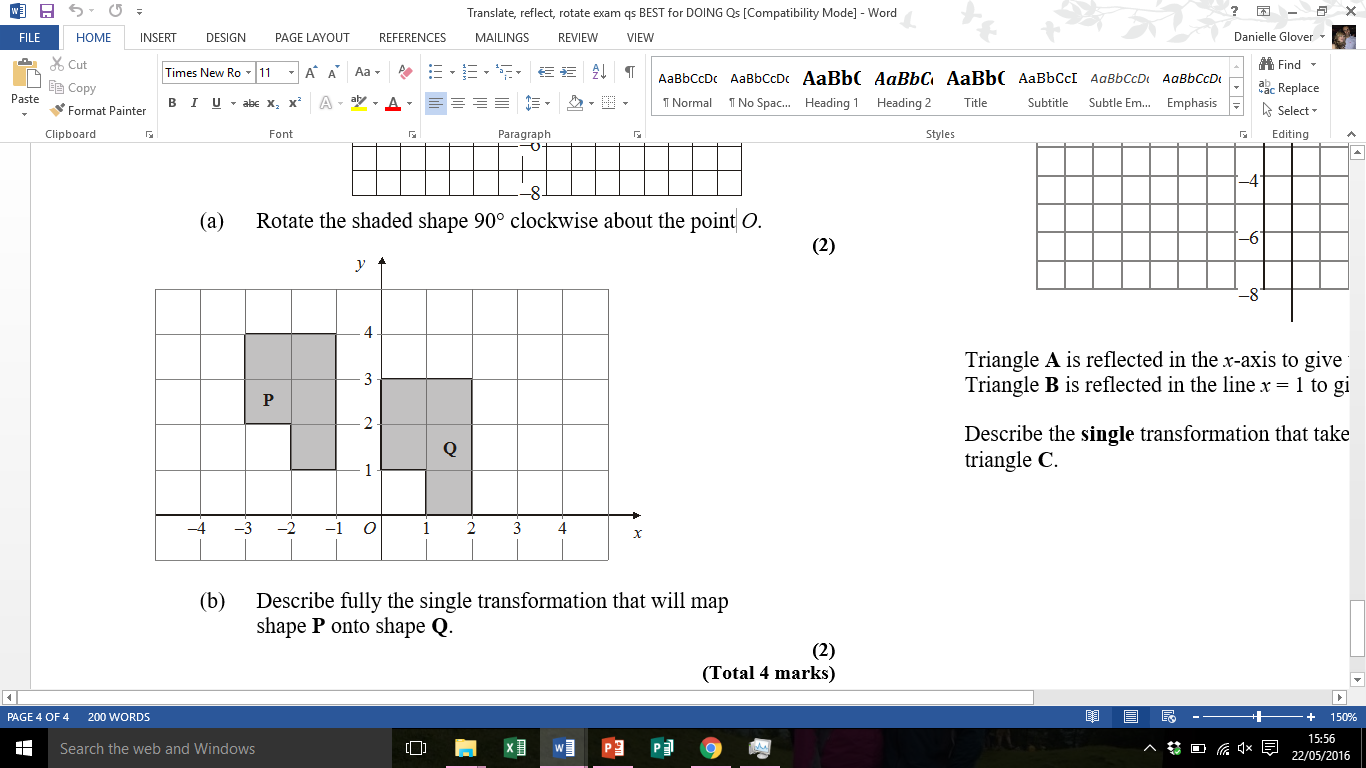 Translate, reflect, rotate exam qs BEST for DOING Qs [Compatibility Mode] - Word
FILE HOME INSERT DESIGN PAGE LAYOUT REFERENCES MAILINGS REVIEW VIEW
Danielle Glover
Paste
Cut
Copy
Format Painter
Clipboard
Times New Ro 11
B I U abc x₂ x²
Font
Paragraph
AaBbCcDc AaBbCcDc AaBbC AaBbCc AaBbC AaBbCcI AaBbCcDc AaBbCcDc
¶ Normal ¶ No Spac... Heading 1 Heading 2 Title Subtitle Subtle Em... Emphasis
Styles
Find
Replace
Select
Editing
–8
(a) Rotate the shaded shape 90° clockwise about the point O.
(2)
y
4
3
2
1
P
Q
–4 –3 –2 –1 O 1 2 3 4
x
(b) Describe fully the single transformation that will map
shape P onto shape Q.
(2)
(Total 4 marks)
–4
–6
–8
Triangle A is reflected in the x-axis to give
Triangle B is reflected in the line x = 1 to gi
Describe the single transformation that take
triangle C.
PAGE 4 OF 4 200 WORDS
150%
Search the web and Windows
15:56
22/05/2016